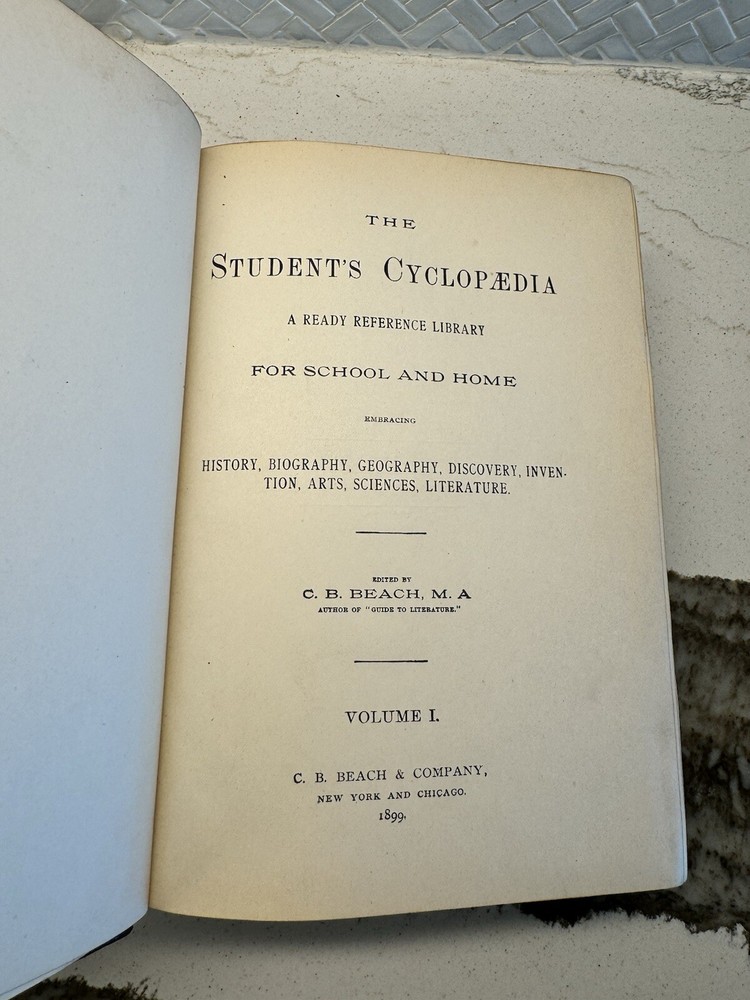 THE
STUDENT'S CYCLOPÆDIA
A READY REFERENCE LIBRARY
FOR SCHOOL AND HOME
EMBRACING
HISTORY, BIOGRAPHY, GEOGRAPHY, DISCOVERY, INVEN-
TION, ARTS, SCIENCES, LITERATURE.
EDITED BY
C. B. BEACH, M. A
AUTHOR OF "GUIDE TO LITERATURE."
VOLUME I.
C. B. BEACH & COMPANY,
NEW YORK AND CHICAGO.
1899.